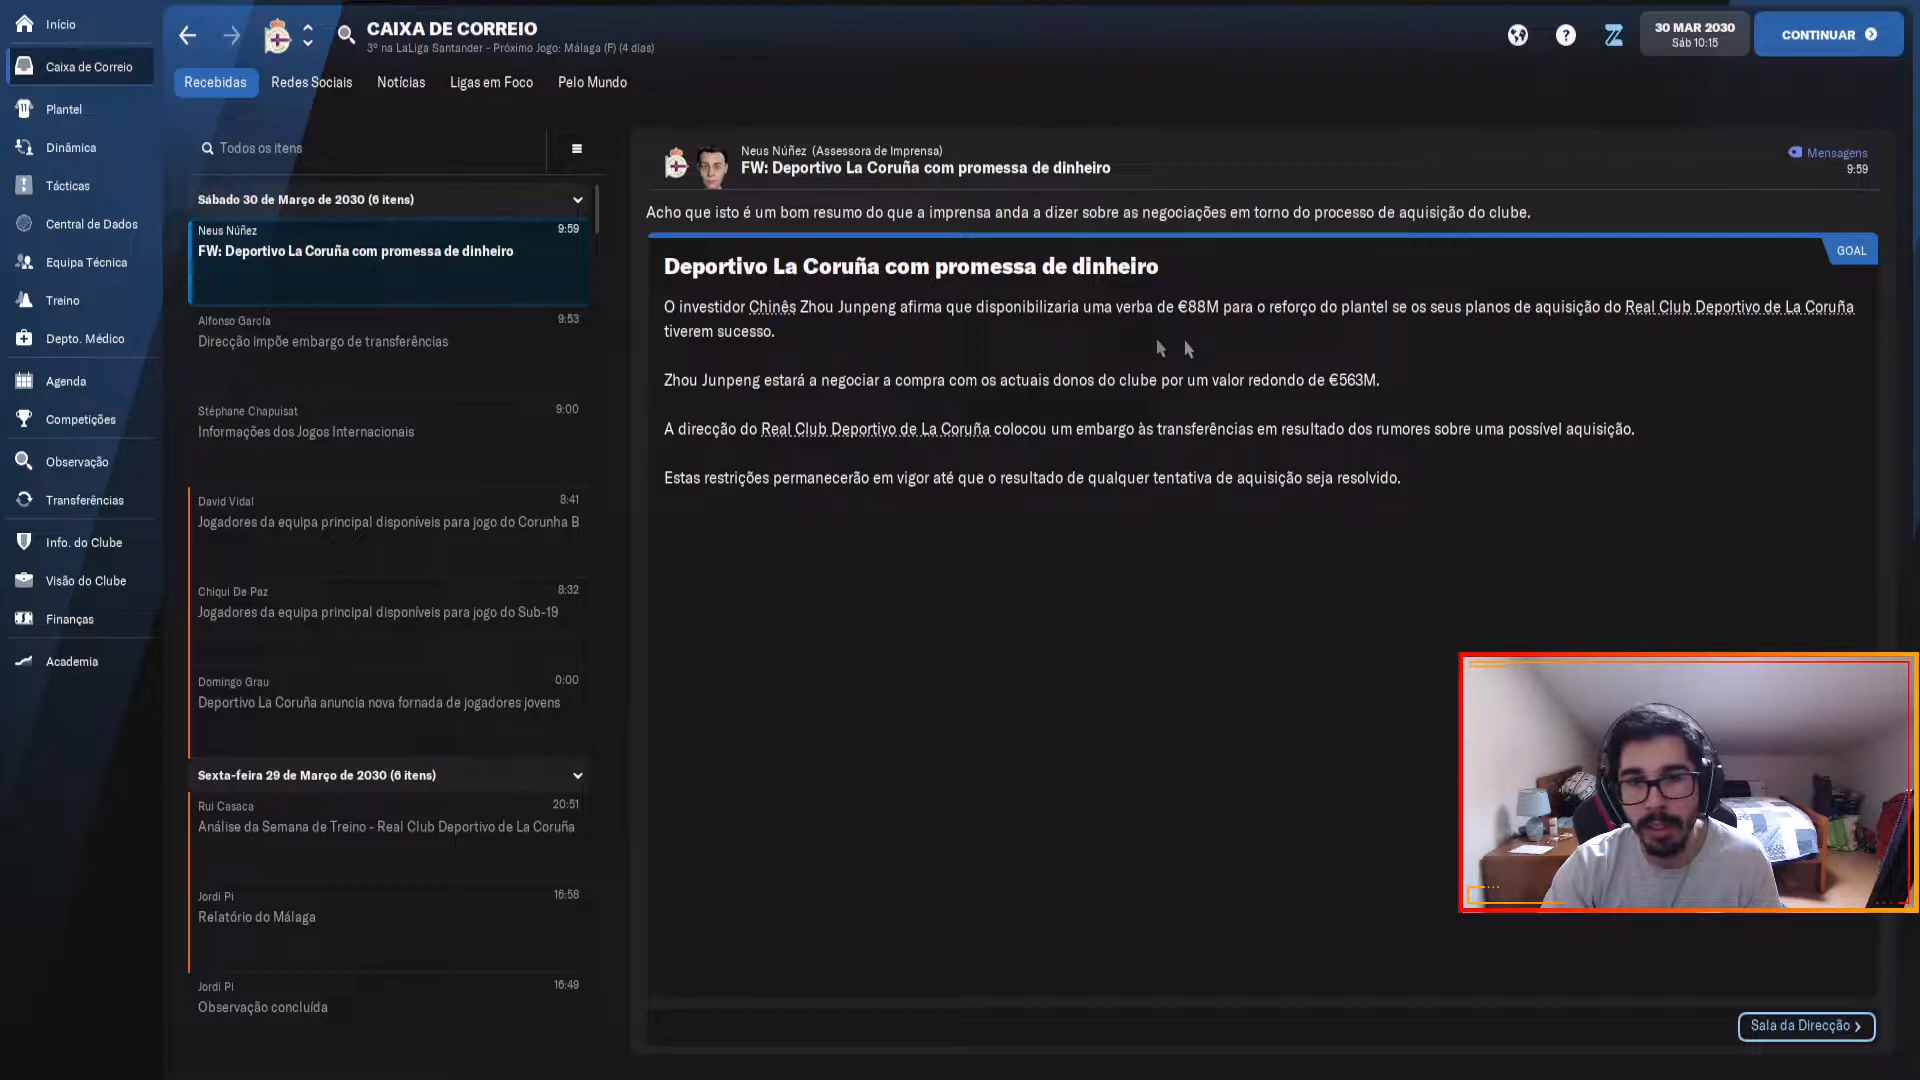 Início
Caixa de Correio
Plantel
Dinâmica
Tácticas
Central de Dados
Equipa Técnica
Treino
Depto. Médico
Agenda
Competições
Observação
Transferências
Info. do Clube
Visão do Clube
Finanças
Academia
CAIXA DE CORREIO
3º na LaLiga Santander - Próximo Jogo: Málaga (F) (4 dias)
30 MAR 2030
Sáb 10:15
CONTINUAR
Recebidas
Redes Sociais
Notícias
Ligas em Foco
Pelo Mundo
Todos os itens
Sábado 30 de Março de 2030 (6 itens)
Neus Núñez 9:59
FW: Deportivo La Coruña com promessa de dinheiro
Alfonso García 9:53
Direcção impõe embargo de transferências
Stéphane Chapuisat 9:00
Informações dos Jogos Internacionais
David Vidal 8:41
Jogadores da equipa principal disponíveis para jogo do Corunha B
Chiqui De Paz 8:32
Jogadores da equipa principal disponíveis para jogo do Sub-19
Domingo Grau 0:00
Deportivo La Coruña anuncia nova fornada de jogadores jovens
Sexta-feira 29 de Março de 2030 (6 itens)
Rui Casaca 20:51
Análise da Semana de Treino - Real Club Deportivo de La Coruña
Jordi Pi 16:58
Relatório do Málaga
Jordi Pi 16:49
Observação concluída
Neus Núñez (Assessora de Imprensa)
FW: Deportivo La Coruña com promessa de dinheiro
Mensagens
9:59
Acho que isto é um bom resumo do que a imprensa anda a dizer sobre as negociações em torno do processo de aquisição do clube.
GOAL
Deportivo La Coruña com promessa de dinheiro
O investidor Chinês Zhou Junpeng afirma que disponibilizaria uma verba de €88M para o reforço do plantel se os seus planos de aquisição do Real Club Deportivo de La Coruña
tiverem sucesso.
Zhou Junpeng estará a negociar a compra com os actuais donos do clube por um valor redondo de €563M.
A direcção do Real Club Deportivo de La Coruña colocou um embargo às transferências em resultado dos rumores sobre uma possível aquisição.
Estas restrições permanecerão em vigor até que o resultado de qualquer tentativa de aquisição seja resolvido.
Sala da Direcção